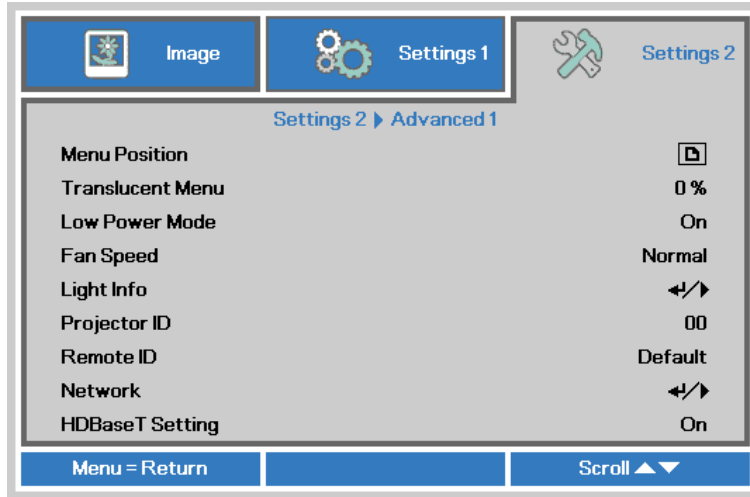 Image
Settings 1
Settings 2
Settings 2 Advanced 1
Menu Position
Translucent Menu 0 %
Low Power Mode On
Fan Speed Normal
Light Info
Projector ID 00
Remote ID Default
Network
HDBaseT Setting On
Menu = Return Scroll